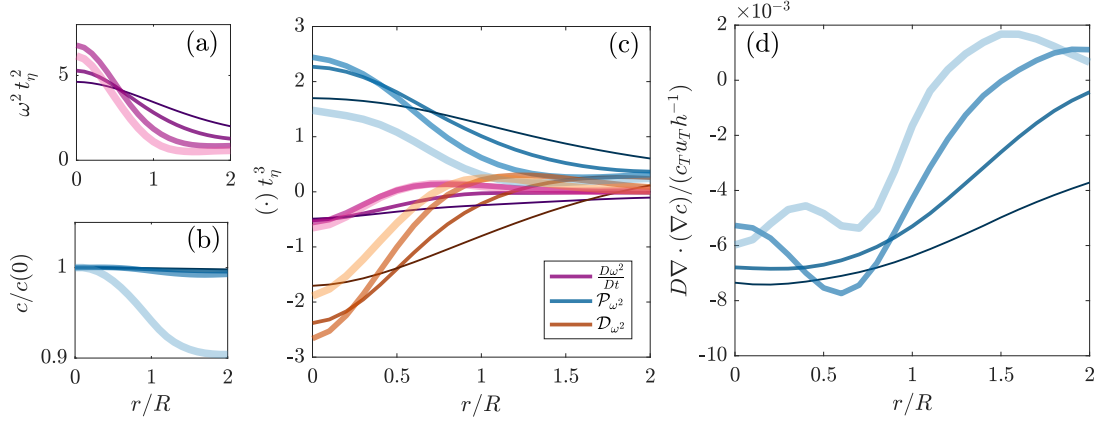 (a)
ω² t_η²
5
0
0
1
2
(b)
c/c(0)
1
0.9
0
1
2
r/R
(c)
(·) t_η³
3
2
1
0
-1
-2
-3
0
0.5
1
1.5
2
r/R
Dω²/Dt
𝒫_ω²
𝒟_ω²
×10⁻³
(d)
D∇ · (∇c)/(c_T u_T h⁻¹)
2
0
-2
-4
-6
-8
-10
0
0.5
1
1.5
2
r/R